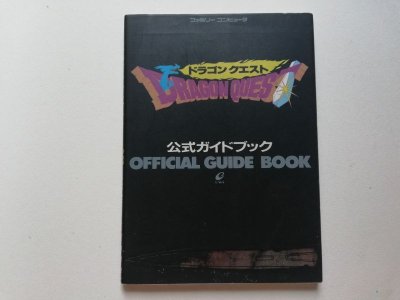 ファミリーコンピュータ
ドラゴンクエスト
DRAGON QUEST
公式ガイドブック
OFFICIAL GUIDE BOOK